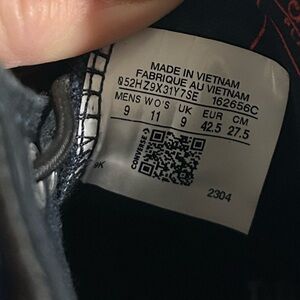 MADE IN VIETNAM
FABRIQUE AU VIETNAM
052HZ9X31Y7SE 162656C
MENS WO'S UK EUR CM
9 11 9 42.5 27.5
CONVERSE
2304